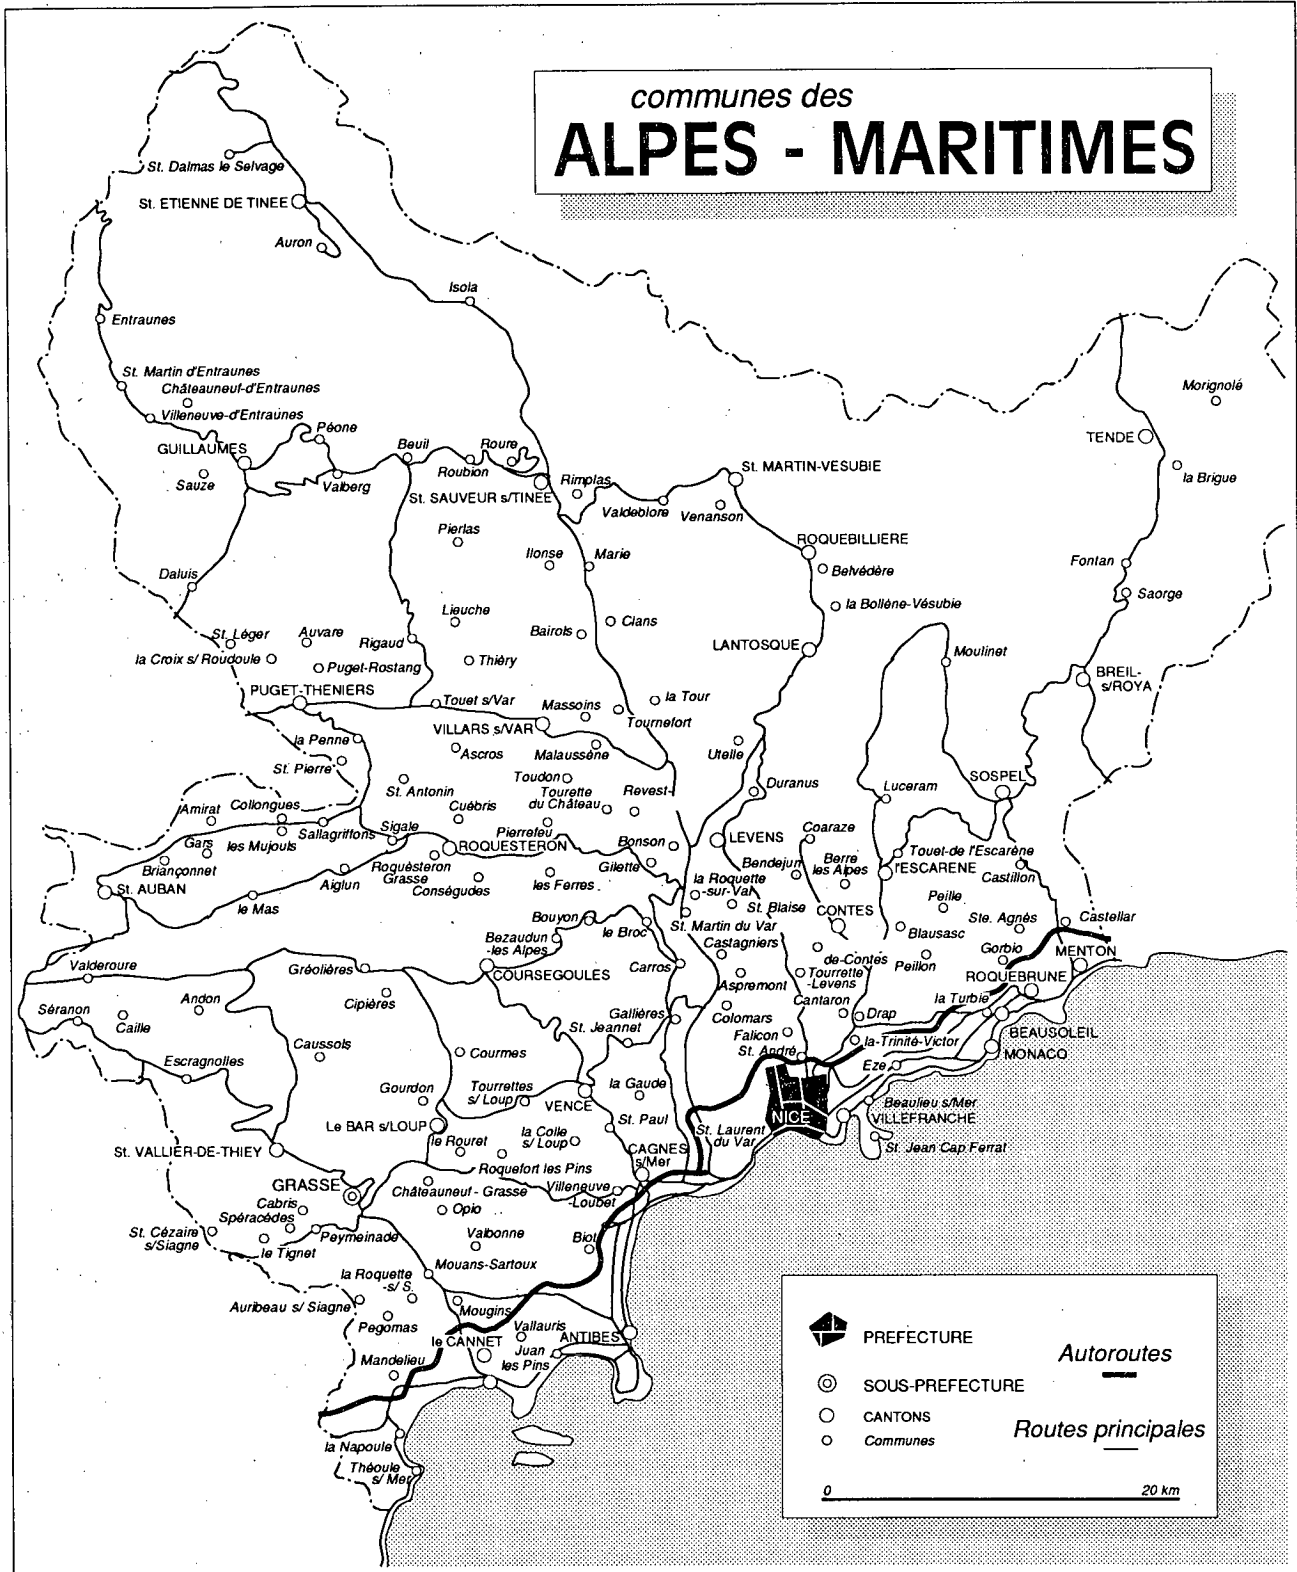 communes des
ALPES - MARITIMES
St. Dalmas le Selvage
St. ETIENNE DE TINEE
Auron
Isola
Entraunes
St. Martin d'Entraunes
Châteauneuf-d'Entraunes
Villeneuve-d'Entraunes
Morignolé
Péone
GUILLAUMES
Beuil
Roure
TENDE
Roubion
St. MARTIN-VESUBIE
Sauze
Valberg
Rimplas
la Brigue
St. SAUVEUR s/TINEE
Valdeblore
Venanson
Pierlas
ROQUEBILLIERE
Ilonse
Marie
Fontan
Daluis
Belvédère
Saorge
la Bollène-Vésubie
Lieuche
Clans
St. Léger
Auvare
Rigaud
Bairols
LANTOSQUE
Moulinet
la Croix s/ Roudoule
Puget-Rostang
Thiéry
BREIL-
s/ROYA
PUGET-THENIERS
Touet s/Var
Massoins
la Tour
Tournefort
VILLARS s/VAR
la Penne
Ascros
Malaussène
Utelle
St. Pierre
Toudon
SOSPEL
St. Antonin
Tourette
du Château
Revest-
Duranus
Luceram
Amirat
Collongues
Cuébris
Sallagriffons
Sigale
Pierrefeu
Coaraze
Gars
les Mujouls
ROQUESTERON
Bonson
LEVENS
Touet-de l'Escarène
Briançonnet
Roquèsteron
Grasse
Gilette
Bendejun
Berre
les Alpes
l'ESCARENE
Castillon
St. AUBAN
Aiglun
Conségudes
les Ferres
la Roquette
-sur-Var
le Mas
St. Blaise
CONTES
Peille
Bouyon
le Broc
St. Martin du Var
Ste. Agnès
Castellar
Bezaudun
-les Alpes
Castagniers
Blausasc
Gorbio
MENTON
Valderoure
Gréolières
COURSEGOULES
Carros
de-Contes
Peillon
Aspremont
Tourrette
-Levens
ROQUEBRUNE
Andon
Cipières
Cantaron
la Turbie
Séranon
Caille
Gallières
Colomars
Drap
St. Jeannet
Falicon
BEAUSOLEIL
Caussols
Courmes
St. André
la-Trinité-Victor
MONACO
Escragnolles
Eze
Gourdon
Tourrettes
s/Loup
la Gaude
VENCE
Beaulieu s/Mer
NICE
VILLEFRANCHE
Le BAR s/LOUP
St. Paul
St. Laurent
du Var
la Colle
s/Loup
St. VALLIER-DE-THIEY
le Rouret
CAGNES
s/Mer
St. Jean Cap Ferrat
Roquefort les Pins
GRASSE
Châteauneuf - Grasse
Villeneuve
-Loubet
Cabris
Opio
Spéracèdes
St. Cézaire
s/Siagne
Peymeinade
Valbonne
Biot
le Tignet
Mouans-Sartoux
la Roquette
-s/ S.
Auribeau s/ Siagne
Mougins
Pegomas
Vallauris
ANTIBES
le CANNET
Juan
les Pins
Mandelieu
la Napoule
Théoule
s/ Mer
PREFECTURE
Autoroutes
SOUS-PREFECTURE
CANTONS
Routes principales
Communes
0 20 km